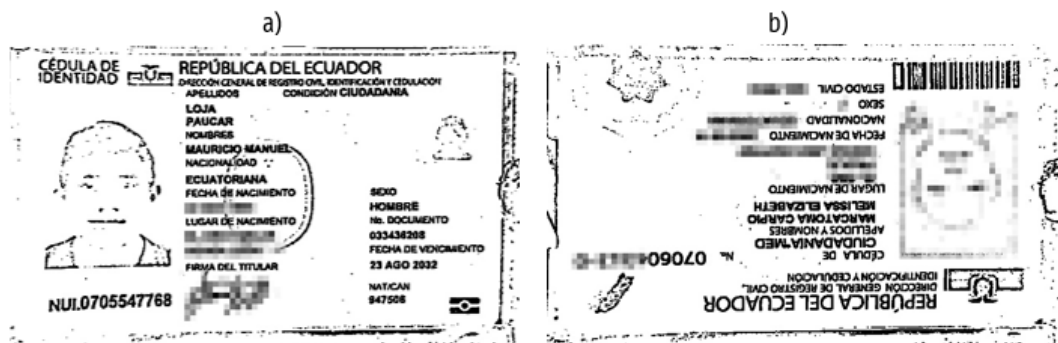 a)
CÉDULA DE
IDENTIDAD
REPÚBLICA DEL ECUADOR
DIRECCIÓN GENERAL DE REGISTRO CIVIL, IDENTIFICACIÓN Y CEDULACIÓN
APELLIDOS CONDICIÓN CIUDADANIA
LOJA
PAUCAR
NOMBRES
MAURICIO MANUEL
NACIONALIDAD
ECUATORIANA
FECHA DE NACIMIENTO
LUGAR DE NACIMIENTO
FIRMA DEL TITULAR
SEXO
HOMBRE
No. DOCUMENTO
033436208
FECHA DE VENCIMIENTO
23 AGO 2032
NAT/CAN
947506
NUI.0705547768
b)
REPÚBLICA DEL ECUADOR
DIRECCIÓN GENERAL DE REGISTRO CIVIL,
IDENTIFICACIÓN Y CEDULACIÓN
CÉDULA DE
No. 07060
APELLIDOS Y NOMBRES
MARCATOMA CARPIO
MELISSA ELIZABETH
LUGAR DE NACIMIENTO
FECHA DE NACIMIENTO
NACIONALIDAD
SEXO
ESTADO CIVIL